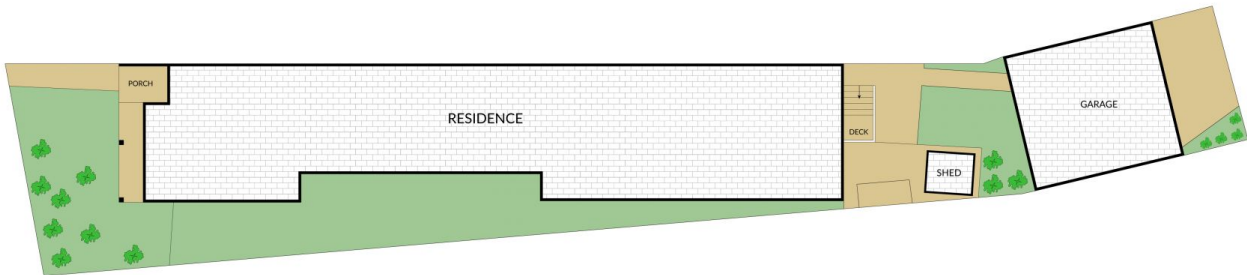 PORCH
RESIDENCE
DECK
SHED
GARAGE